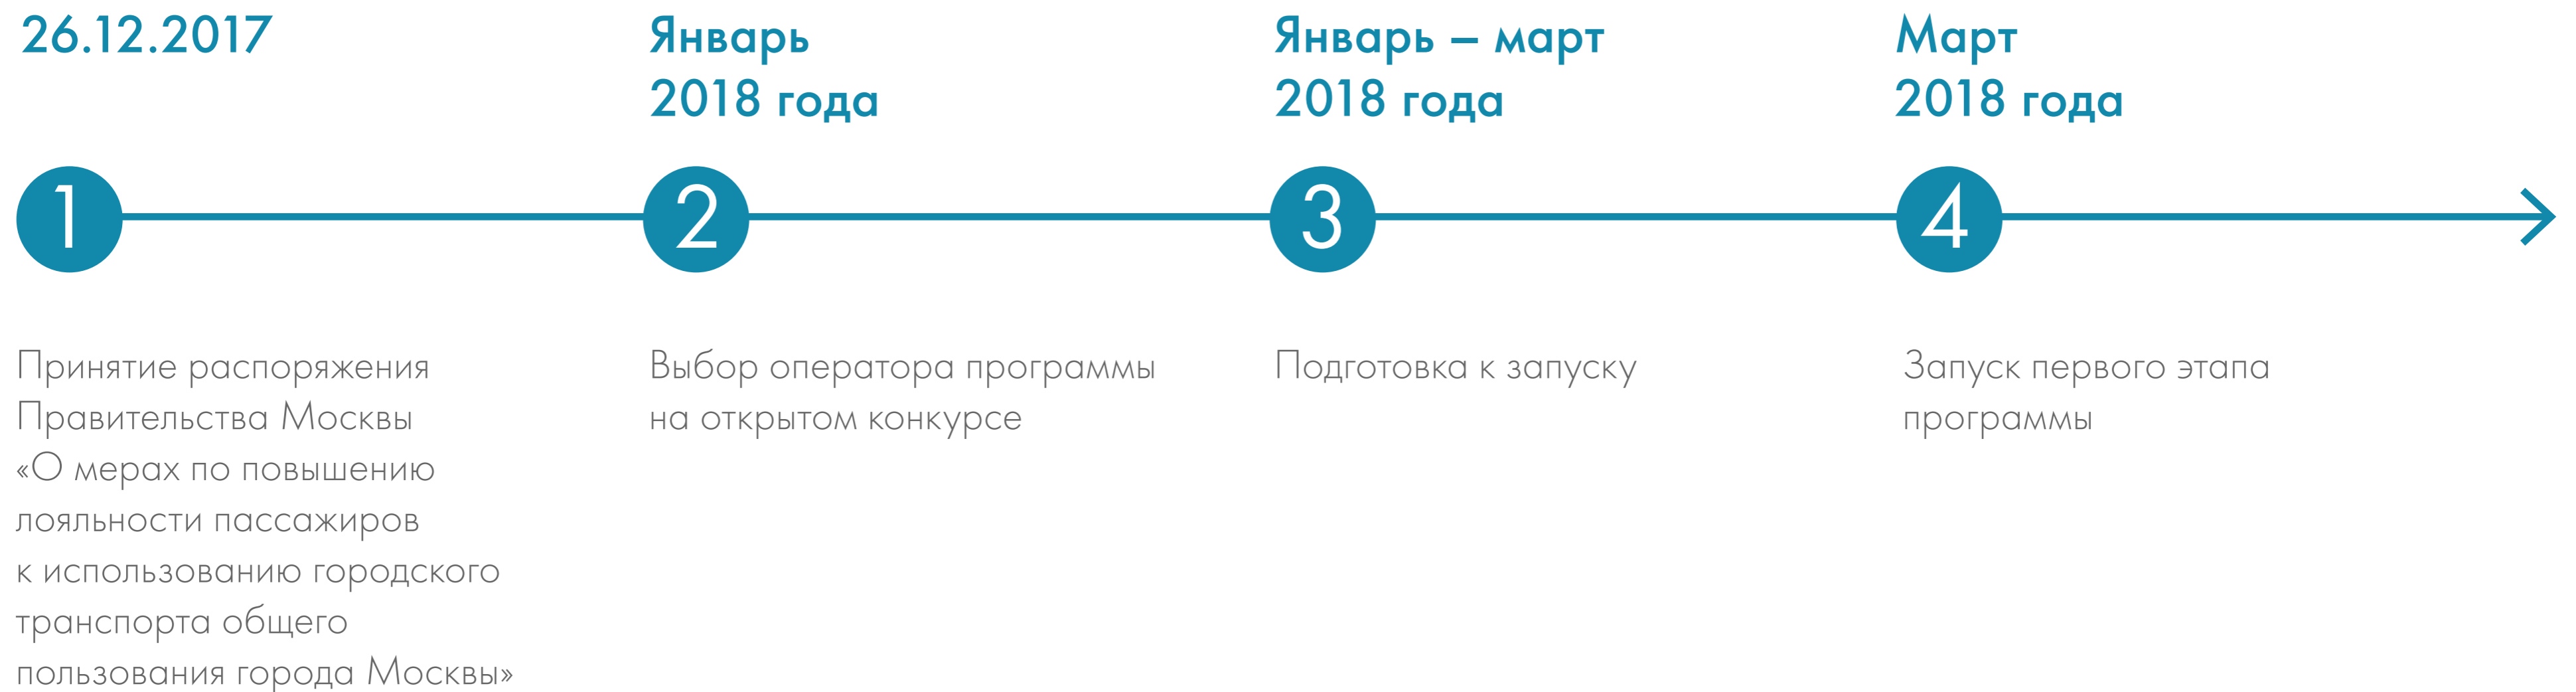 26.12.2017
Январь
2018 года
Январь – март
2018 года
Март
2018 года
1
2
3
4
Принятие распоряжения
Правительства Москвы
«О мерах по повышению
лояльности пассажиров
к использованию городского
транспорта общего
пользования города Москвы»
Выбор оператора программы
на открытом конкурсе
Подготовка к запуску
Запуск первого этапа
программы